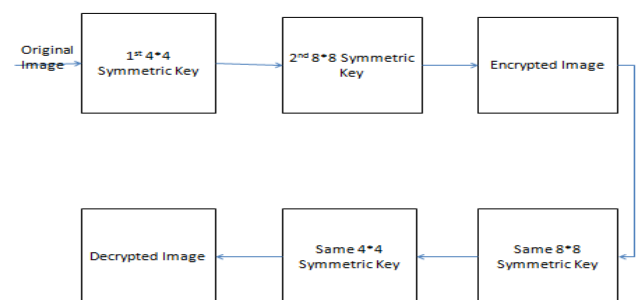 Original
Image
1st 4*4
Symmetric Key
2nd 8*8 Symmetric
Key
Encrypted Image
Decrypted Image
Same 4*4
Symmetric Key
Same 8*8
Symmetric Key